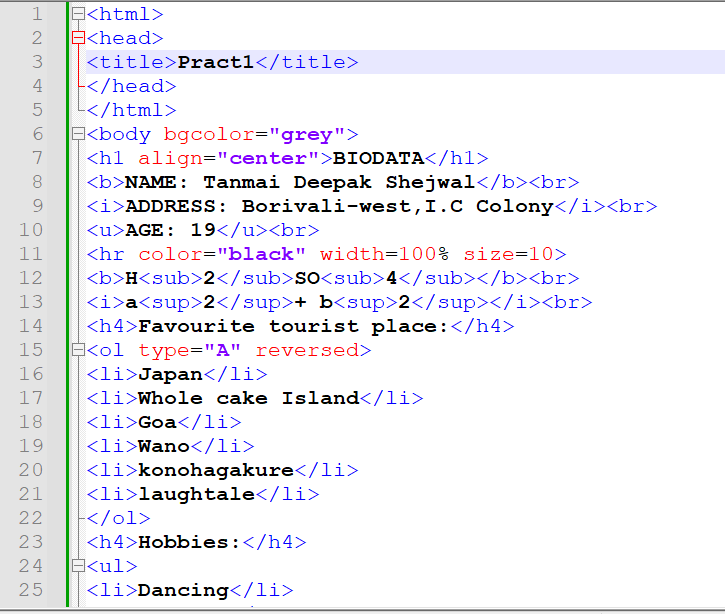 1 <html>
2 <head>
3 <title>Pract1</title>
4 </head>
5 </html>
6 <body bgcolor="grey">
7 <h1 align="center">BIODATA</h1>
8 <b>NAME: Tanmai Deepak Shejwal</b><br>
9 <i>ADDRESS: Borivali-west,I.C Colony</i><br>
10 <u>AGE: 19</u><br>
11 <hr color="black" width=100% size=10>
12 <b>H<sub>2</sub>SO<sub>4</sub></b><br>
13 <i>a<sup>2</sup>+ b<sup>2</sup></i><br>
14 <h4>Favourite tourist place:</h4>
15 <ol type="A" reversed>
16 <li>Japan</li>
17 <li>Whole cake Island</li>
18 <li>Goa</li>
19 <li>Wano</li>
20 <li>konohagakure</li>
21 <li>laughtale</li>
22 </ol>
23 <h4>Hobbies:</h4>
24 <ul>
25 <li>Dancing</li>